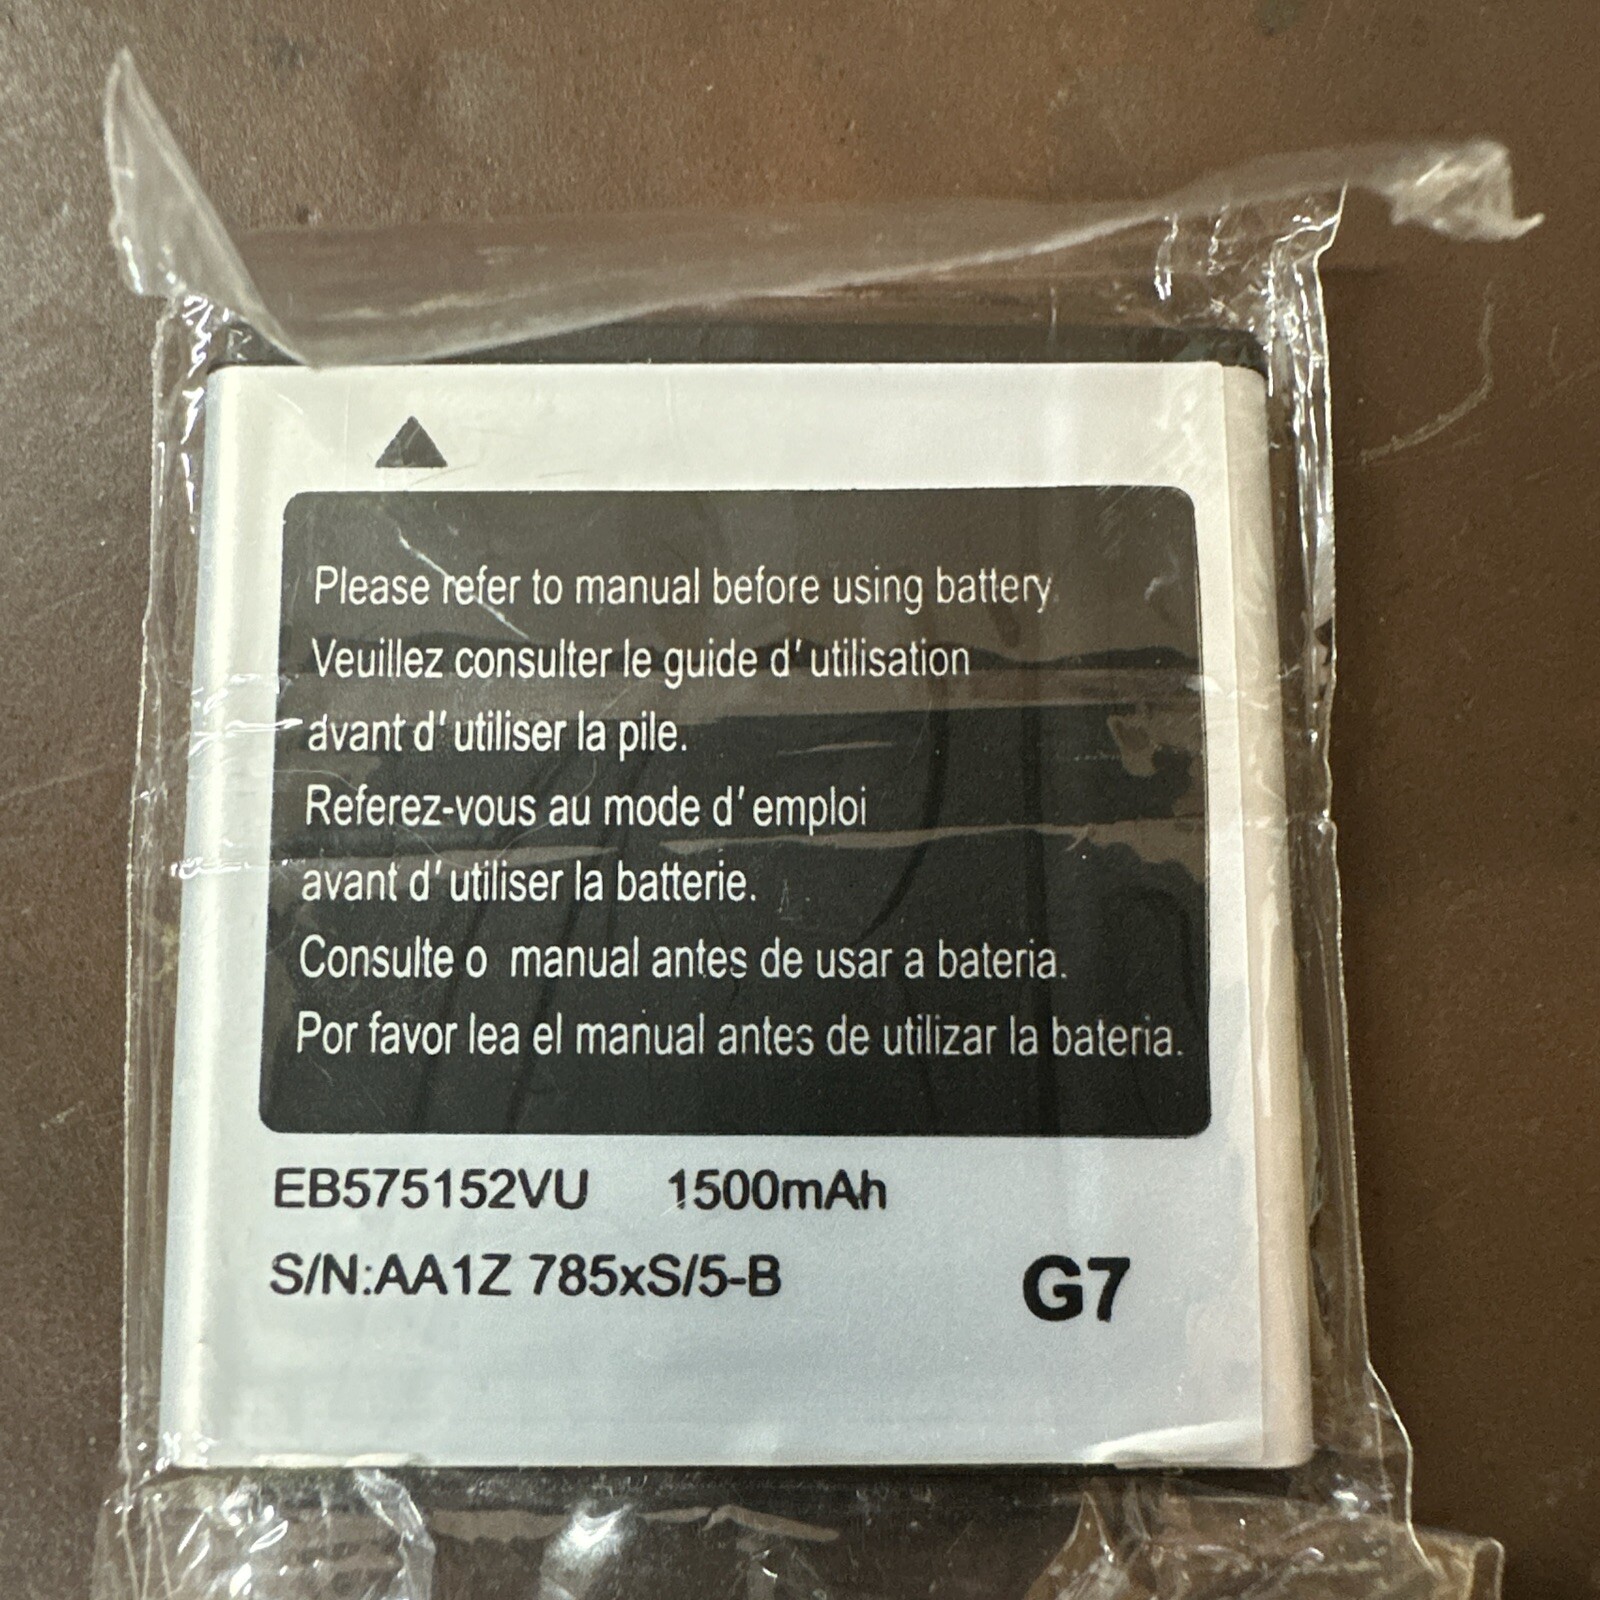 Please refer to manual before using battery.
Veuillez consulter le guide d' utilisation
avant d' utiliser la pile.
Referez-vous au mode d' emploi
avant d' utiliser la batterie.
Consulte o manual antes de usar a bateria.
Por favor lea el manual antes de utilizar la bateria.
EB575152VU 1500mAh
S/N:AA1Z 785xS/5-B
G7